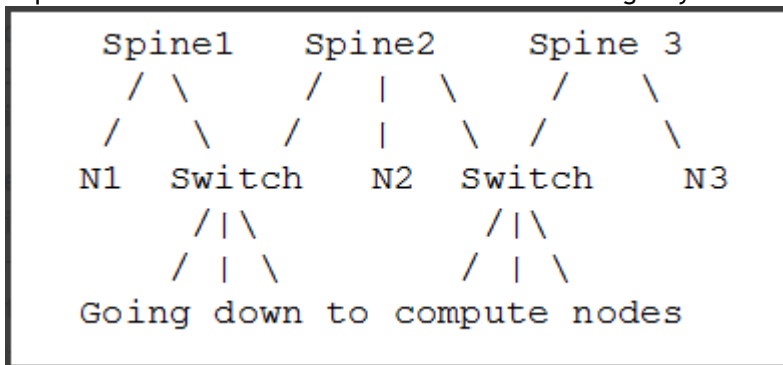 Spine1 Spine2 Spine 3
/ \ / | \ / \
/ \ / | \ / \
N1 Switch N2 Switch N3
/|\ /|\
/ | \ / | \
Going down to compute nodes